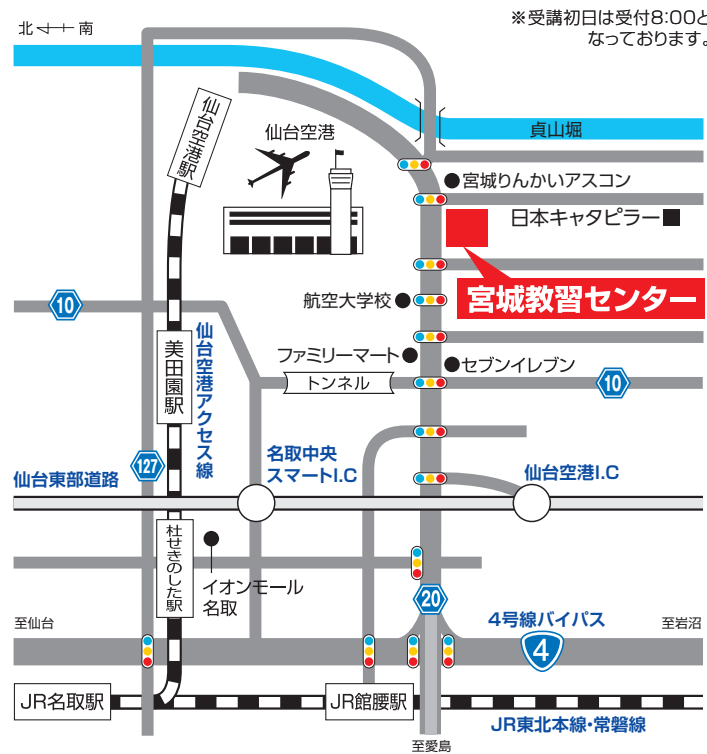 北 南
※受講初日は受付8:00と
なっております。
貞山堀
仙台空港駅
仙台空港
宮城りんかいアスコン
日本キャタピラー
宮城教習センター
航空大学校
10
美田園駅
仙台空港アクセス線
ファミリーマート
セブンイレブン
トンネル
10
127
仙台東部道路
名取中央
スマートI.C
仙台空港I.C
杜せきのした駅
イオンモール
名取
20
至仙台
4号線バイパス
4
至岩沼
JR名取駅
JR館腰駅
JR東北本線・常磐線
至愛島